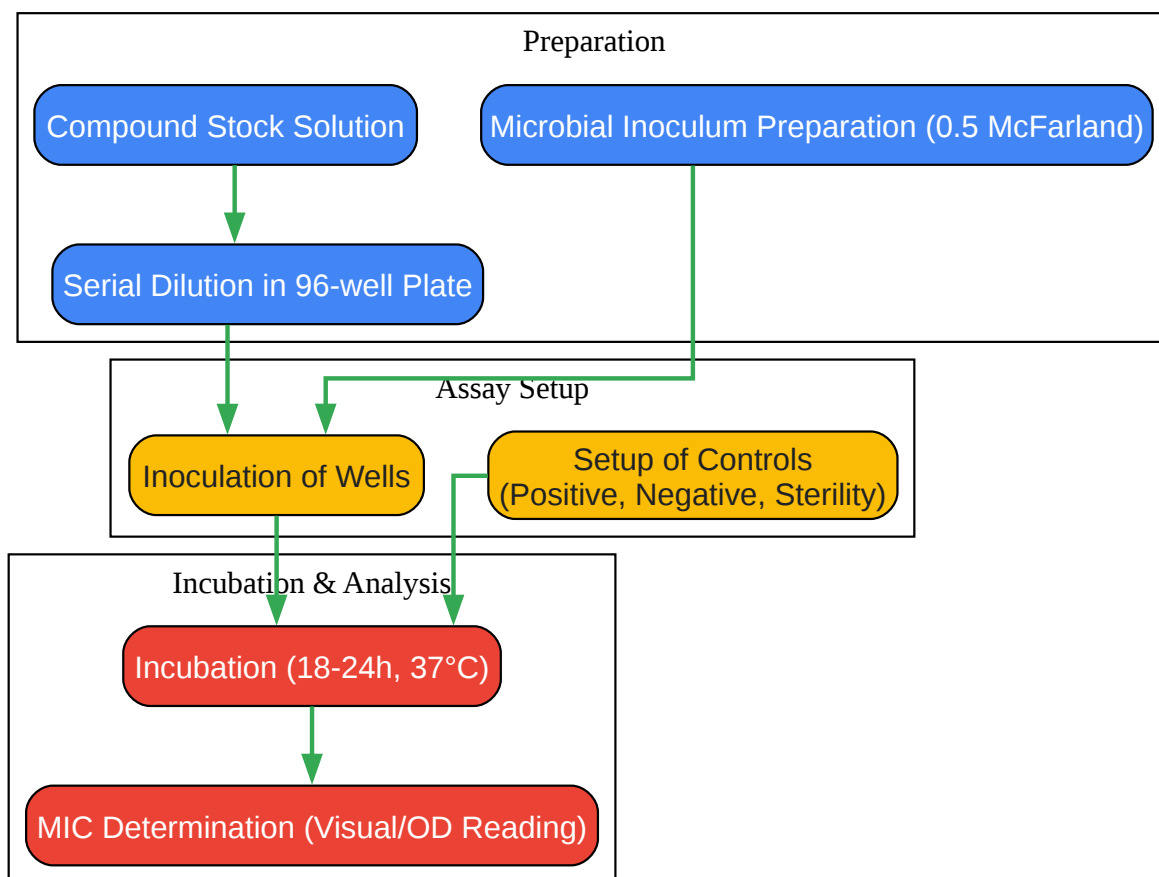 Preparation
Compound Stock Solution
Microbial Inoculum Preparation (0.5 McFarland)
Serial Dilution in 96-well Plate
Assay Setup
Inoculation of Wells
Setup of Controls
(Positive, Negative, Sterility)
Incubation & Analysis
Incubation (18-24h, 37°C)
MIC Determination (Visual/OD Reading)